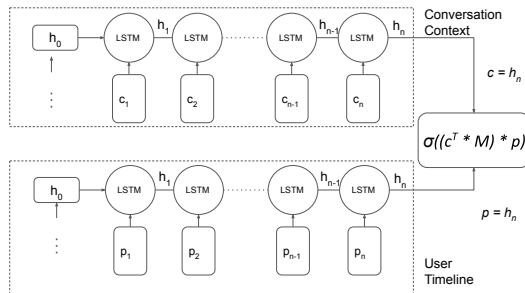 Conversation
Context
h₀
LSTM
h₁
LSTM
LSTM
hₙ₋₁
LSTM
hₙ
c = hₙ
c₁
c₂
cₙ₋₁
cₙ
σ((cᵀ * M) * p)
h₀
LSTM
h₁
LSTM
LSTM
hₙ₋₁
LSTM
hₙ
p = hₙ
p₁
p₂
pₙ₋₁
pₙ
User
Timeline